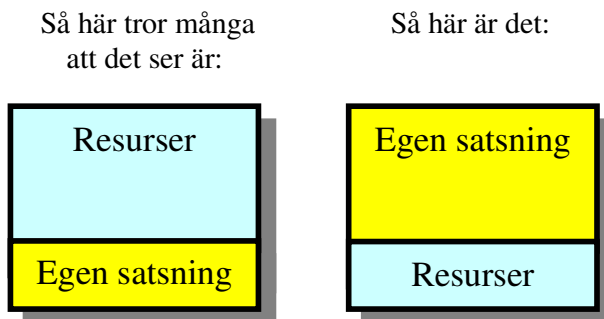 Så här tror många
att det ser är:
Så här är det:
Resurser
Egen satsning
Egen satsning
Resurser